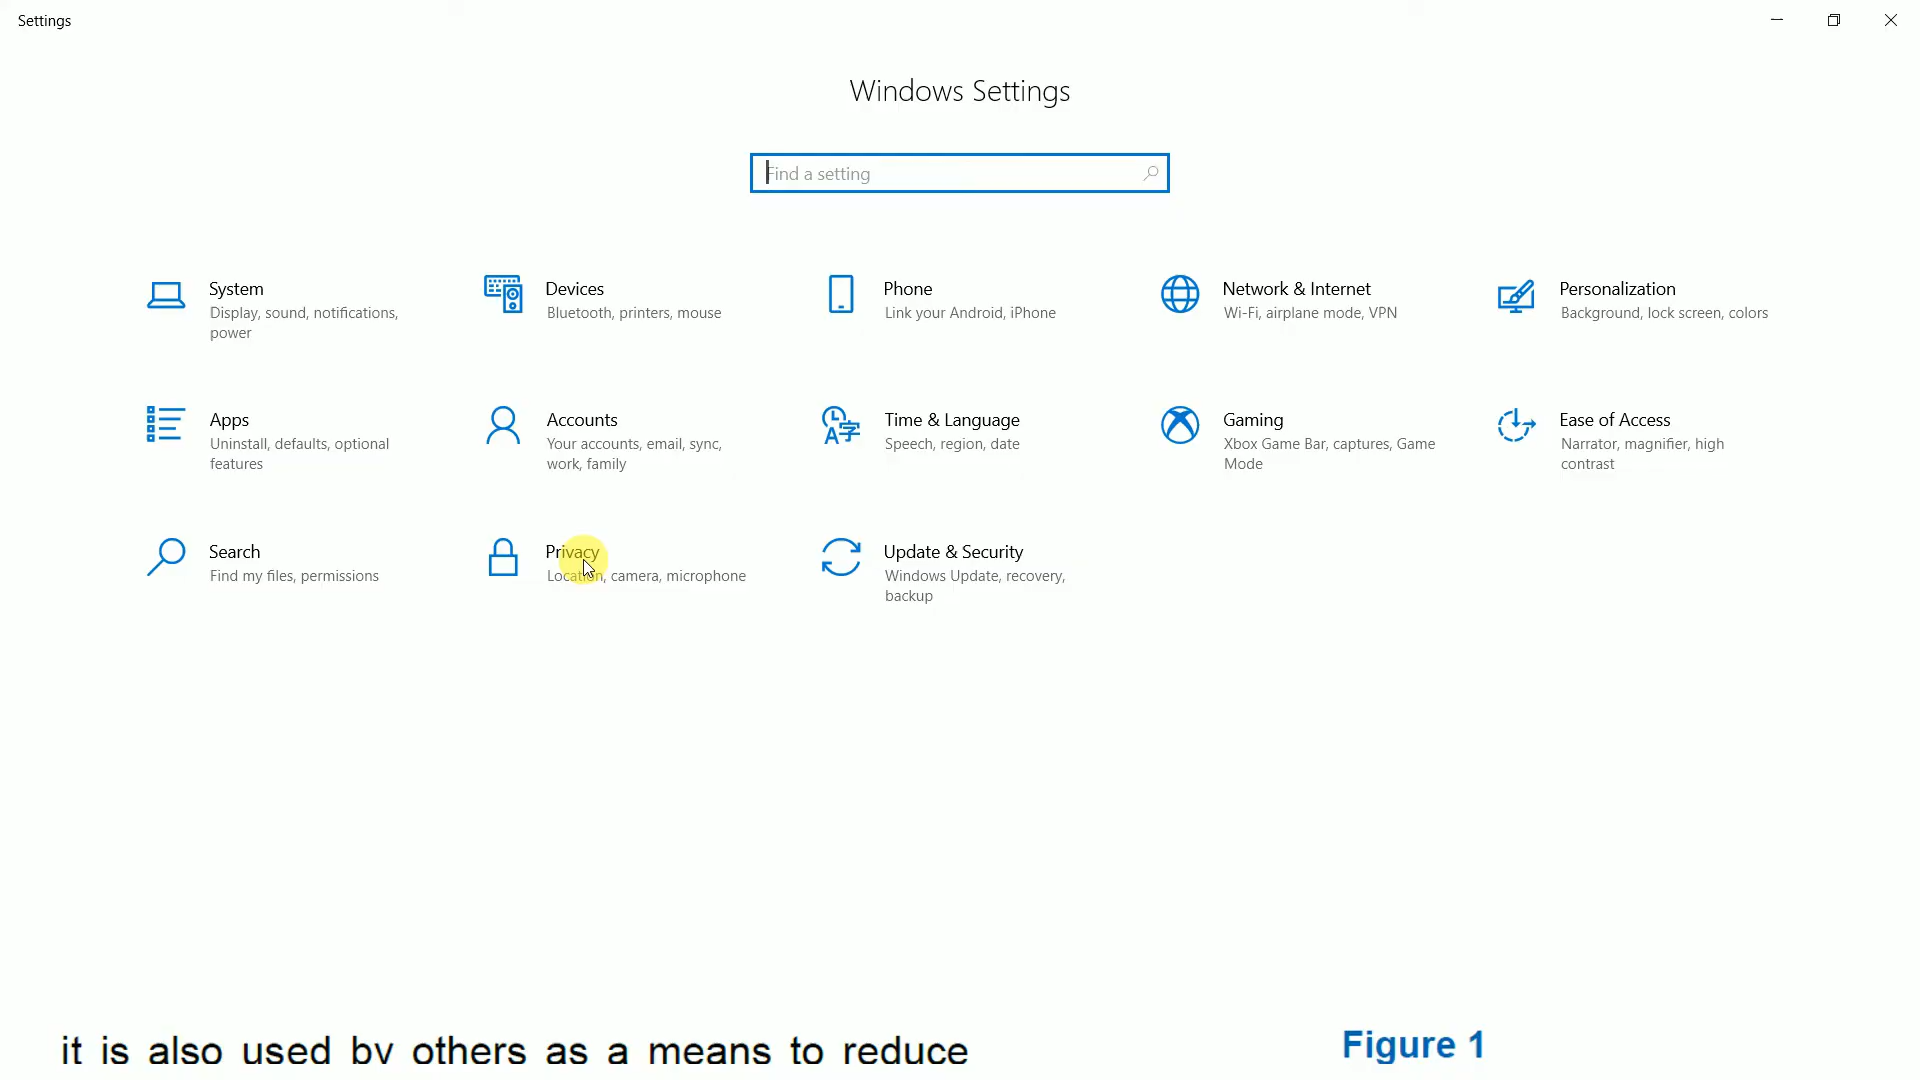 Settings
Windows Settings
Find a setting
System
Display, sound, notifications,
power
Devices
Bluetooth, printers, mouse
Phone
Link your Android, iPhone
Network & Internet
Wi-Fi, airplane mode, VPN
Personalization
Background, lock screen, colors
Apps
Uninstall, defaults, optional
features
Accounts
Your accounts, email, sync,
work, family
Time & Language
Speech, region, date
Gaming
Xbox Game Bar, captures, Game
Mode
Ease of Access
Narrator, magnifier, high
contrast
Search
Find my files, permissions
Privacy
Location, camera, microphone
Update & Security
Windows Update, recovery,
backup
it is also used by others as a means to reduce
Figure 1